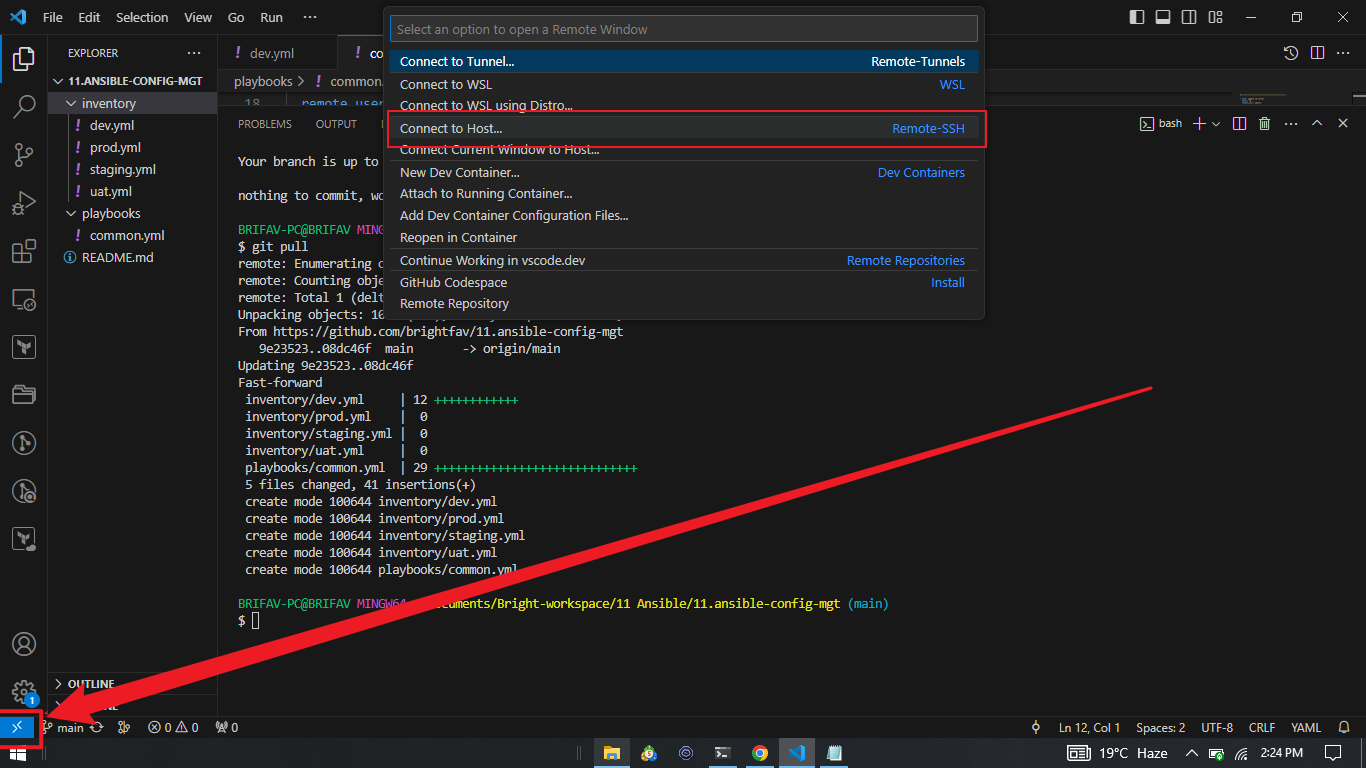 File Edit Selection View Go Run ···
Select an option to open a Remote Window
Connect to Tunnel... Remote-Tunnels
Connect to WSL WSL
Connect to WSL using Distro...
Connect to Host... Remote-SSH
Connect Current Window to Host...
New Dev Container... Dev Containers
Attach to Running Container...
Add Dev Container Configuration Files...
Reopen in Container
Continue Working in vscode.dev Remote Repositories
GitHub Codespace Install
Remote Repository
EXPLORER ···
11.ANSIBLE-CONFIG-MGT
inventory
! dev.yml
! prod.yml
! staging.yml
! uat.yml
playbooks
! common.yml
README.md
OUTLINE
! dev.yml
playbooks > ! common.
18 remote_user
PROBLEMS OUTPUT
bash
Your branch is up to
nothing to commit,
BRIFAV-PC@BRIFAV
$ git pull
remote: Enumerating
remote: Counting
remote: Total 1
Unpacking objects:
From https://github.com/brightfav/11.ansible-config-mgt
9e23523..08dc46f main -> origin/main
Updating 9e23523..08dc46f
Fast-forward
inventory/dev.yml | 12 ++++++++++++
inventory/prod.yml | 0
inventory/staging.yml | 0
inventory/uat.yml | 0
playbooks/common.yml | 29 +++++++++++++++++++++++++++++
5 files changed, 41 insertions(+)
create mode 100644 inventory/dev.yml
create mode 100644 inventory/prod.yml
create mode 100644 inventory/staging.yml
create mode 100644 inventory/uat.yml
create mode 100644 playbooks/common.yml
BRIFAV-PC@BRIFAV MINGW64 /Bright-workspace/11 Ansible/11.ansible-config-mgt (main)
$
1
main 0 0 0
Ln 12, Col 1 Spaces: 2 UTF-8 CRLF YAML
19°C Haze 2:24 PM